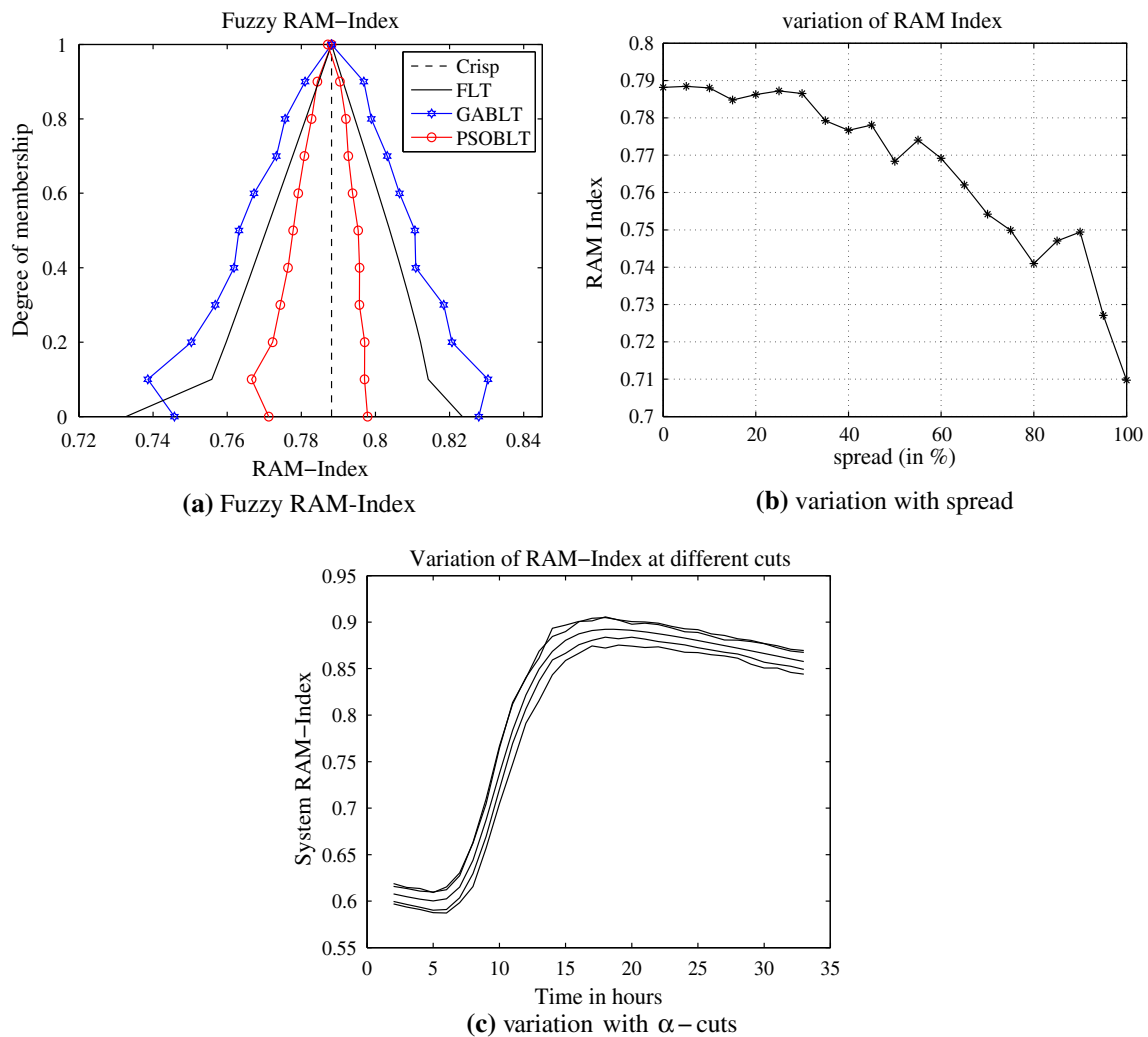 Fuzzy RAM−Index
1
0.8
0.6
0.4
0.2
0
Degree of membership
Crisp
FLT
GABLT
PSOBLT
0.72 0.74 0.76 0.78 0.8 0.82 0.84
RAM−Index
(a) Fuzzy RAM-Index
variation of RAM Index
0.8
0.79
0.78
0.77
0.76
0.75
0.74
0.73
0.72
0.71
0.7
RAM Index
0 20 40 60 80 100
spread (in %)
(b) variation with spread
Variation of RAM−Index at different cuts
0.95
0.9
0.85
0.8
0.75
0.7
0.65
0.6
0.55
System RAM−Index
0 5 10 15 20 25 30 35
Time in hours
(c) variation with α−cuts